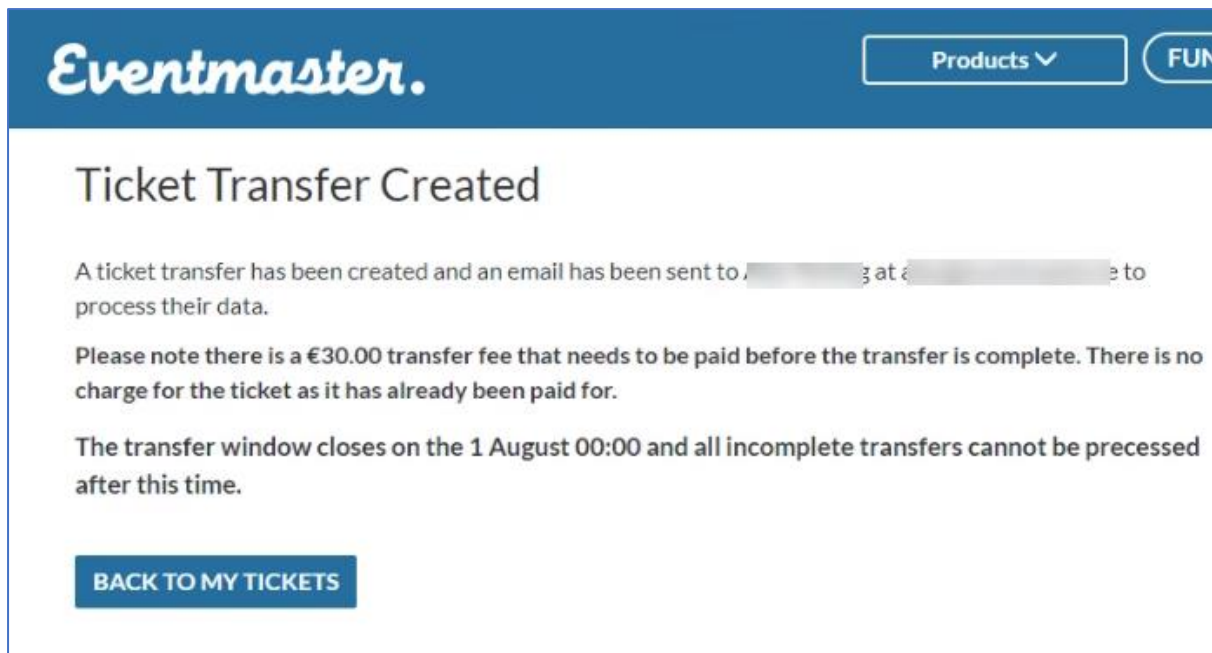 Eventmaster.
Products
FUN
Ticket Transfer Created
A ticket transfer has been created and an email has been sent to at to
process their data.
Please note there is a €30.00 transfer fee that needs to be paid before the transfer is complete. There is no
charge for the ticket as it has already been paid for.
The transfer window closes on the 1 August 00:00 and all incomplete transfers cannot be precessed
after this time.
BACK TO MY TICKETS